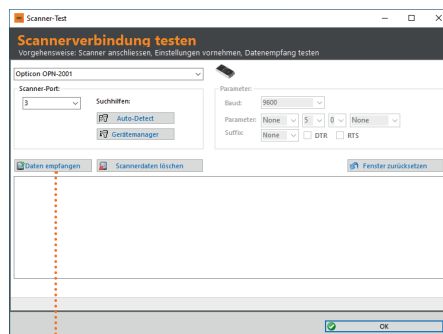 Scanner-Test
Scannerverbindung testen
Vorgehensweise: Scanner anschliessen, Einstellungen vornehmen, Datenempfang testen
Opticon OPN-2001
Scanner-Port:
3
Suchhilfen:
Auto-Detect
Gerätemanager
Parameter:
Baud: 9600
Parameter: None 5 0 None
Suffix: None DTR RTS
Daten empfangen
Scannerdaten löschen
Fenster zurücksetzen
OK